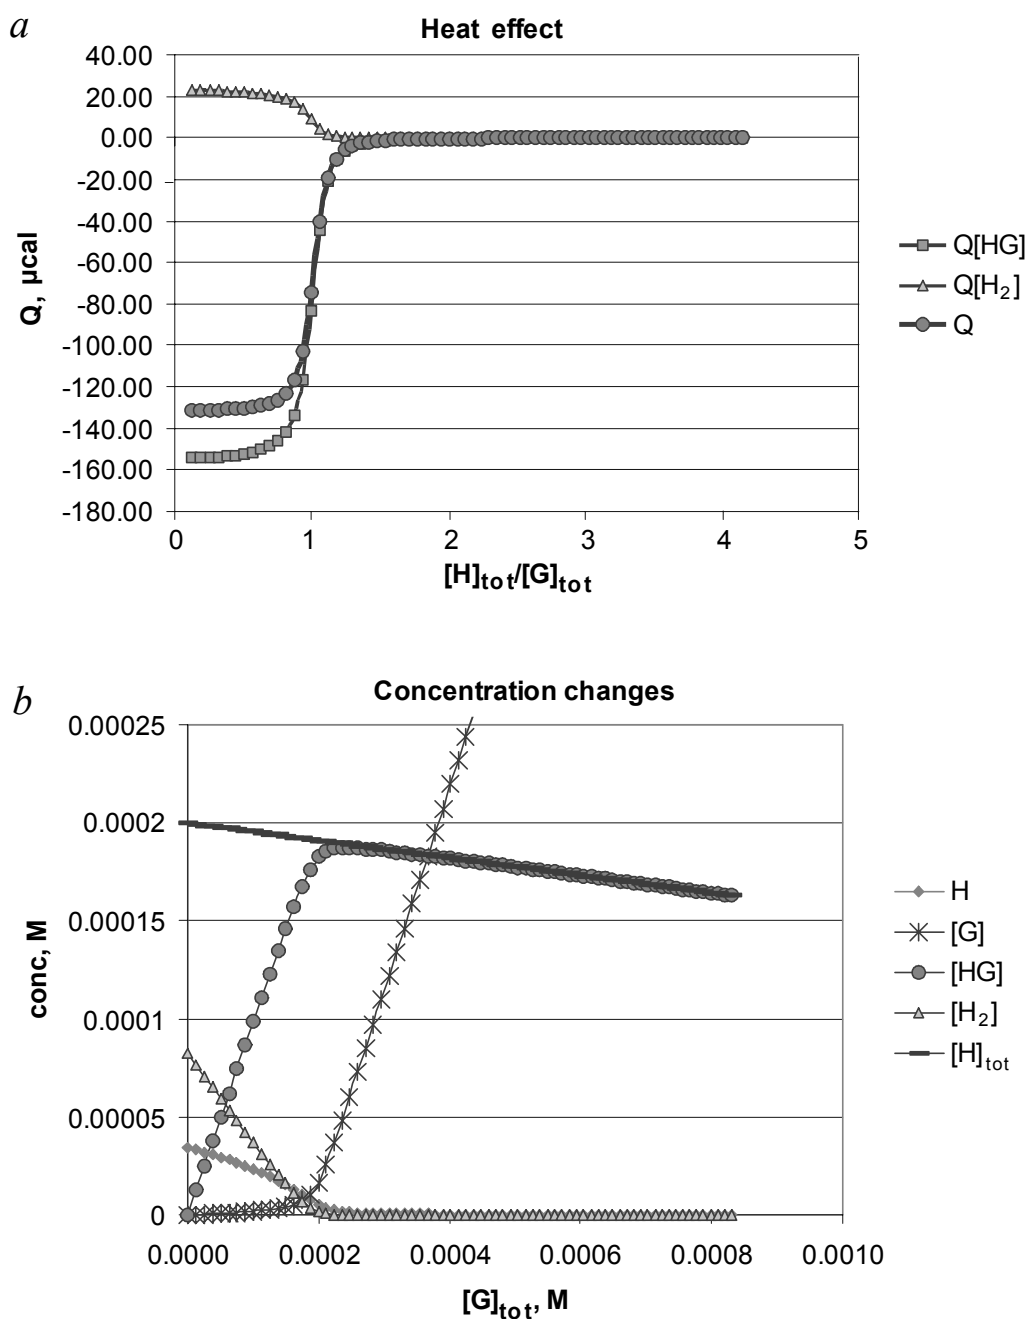 a
Heat effect
40.00
20.00
0.00
-20.00
-40.00
-60.00
-80.00
-100.00
-120.00
-140.00
-160.00
-180.00
Q, µcal
0 1 2 3 4 5
[H]tot/[G]tot
Q[HG]
Q[H₂]
Q
b
Concentration changes
0.00025
0.0002
0.00015
0.0001
0.00005
0
conc, M
0.0000 0.0002 0.0004 0.0006 0.0008 0.0010
[G]tot, M
H
[G]
[HG]
[H₂]
[H]tot